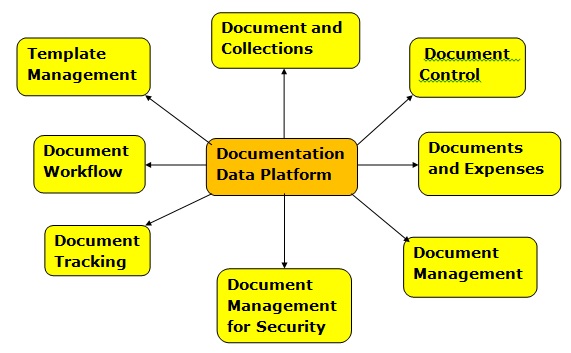 Document and
Collections
Template
Management
Document
Control
Document
Workflow
Documentation
Data Platform
Documents
and Expenses
Document
Tracking
Document
Management
for Security
Document
Management